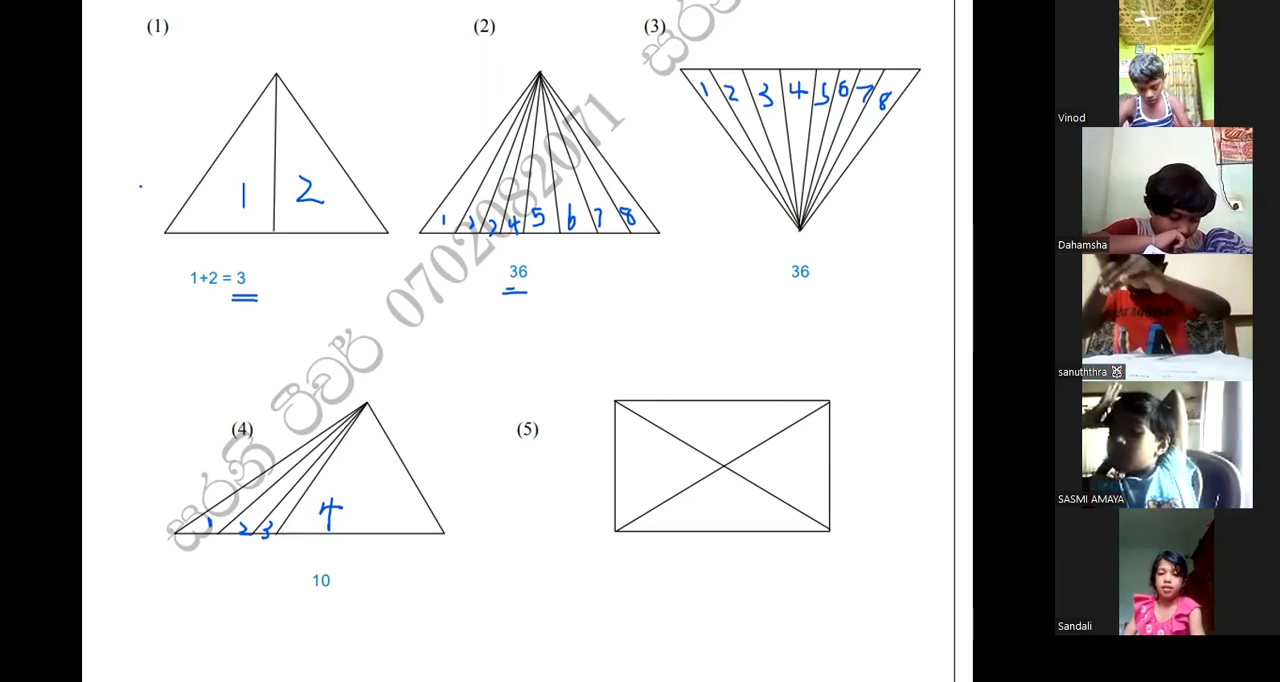 (1)
(2)
(3)
1 2
1 2 3 4 5 6 7 8
1 2 3 4 5 6 7 8
1+2 = 3
36
36
(4)
(5)
1 2 3 4
10
0702082071
Vinod
Dahamsha
sanuththra
SASMI AMAYA
Sandali